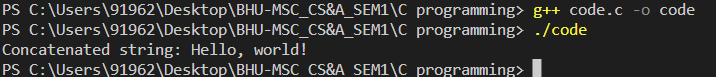 PS C:\Users\91962\Desktop\BHU-MSC_CS&A_SEM1\C programming> g++ code.c -o code
PS C:\Users\91962\Desktop\BHU-MSC_CS&A_SEM1\C programming> ./code
Concatenated string: Hello, world!
PS C:\Users\91962\Desktop\BHU-MSC_CS&A_SEM1\C programming>